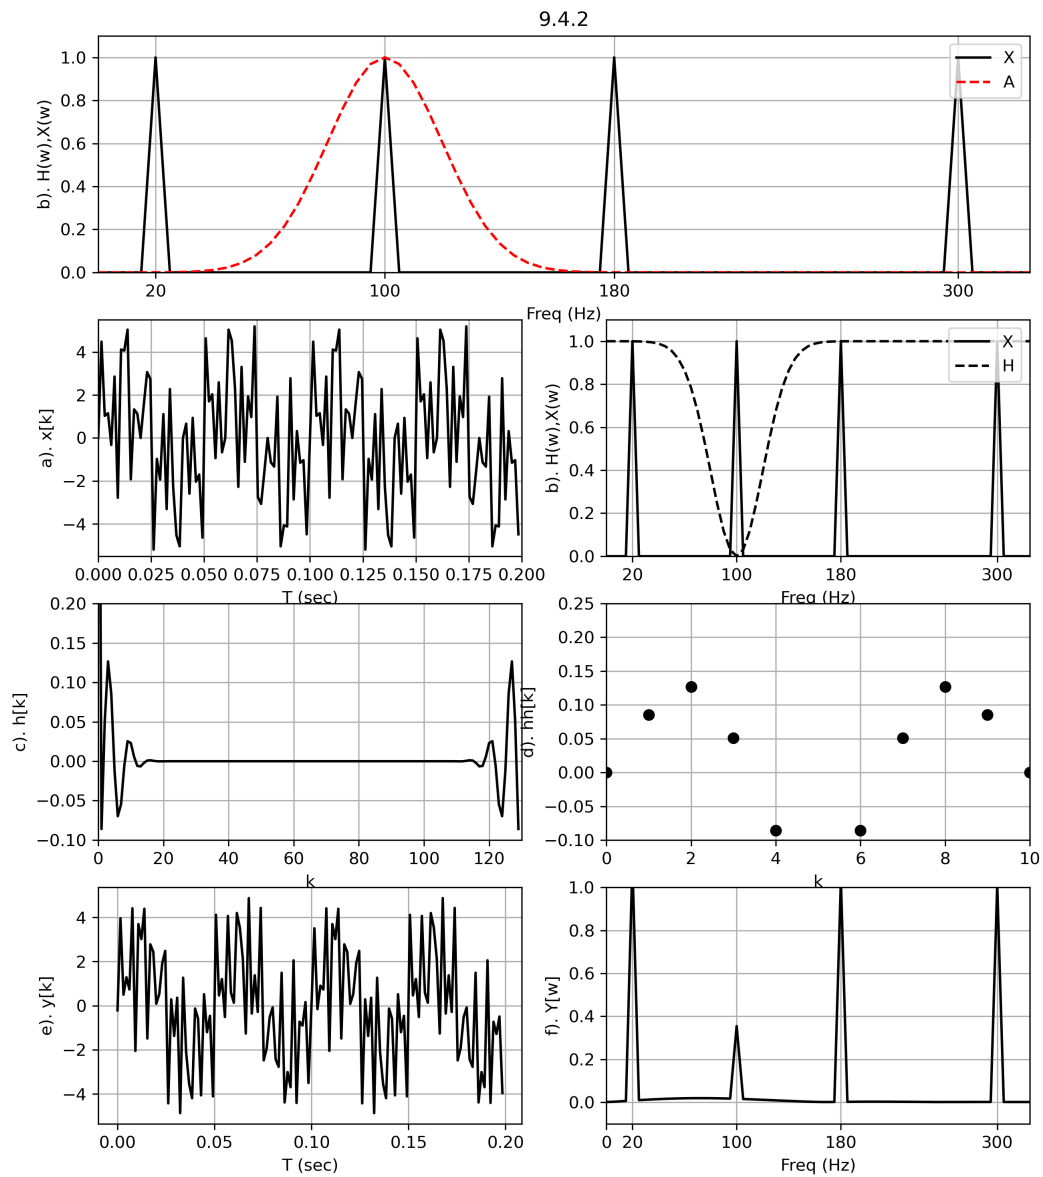 9.4.2
b). H(w),X(w)
1.0
0.8
0.6
0.4
0.2
0.0
X
A
20 100 180 300
Freq (Hz)
a). x[k]
4
2
0
−2
−4
0.000 0.025 0.050 0.075 0.100 0.125 0.150 0.175 0.200
T (sec)
b). H(w),X(w)
1.0
0.8
0.6
0.4
0.2
0.0
X
H
20 100 180 300
Freq (Hz)
c). h[k]
0.20
0.15
0.10
0.05
0.00
−0.05
−0.10
0 20 40 60 80 100 120
k
d). hh[k]
0.25
0.20
0.15
0.10
0.05
0.00
−0.05
−0.10
0 2 4 6 8 10
k
e). y[k]
4
2
0
−2
−4
0.00 0.05 0.10 0.15 0.20
T (sec)
f). Y[w]
1.0
0.8
0.6
0.4
0.2
0.0
0 20 100 180 300
Freq (Hz)